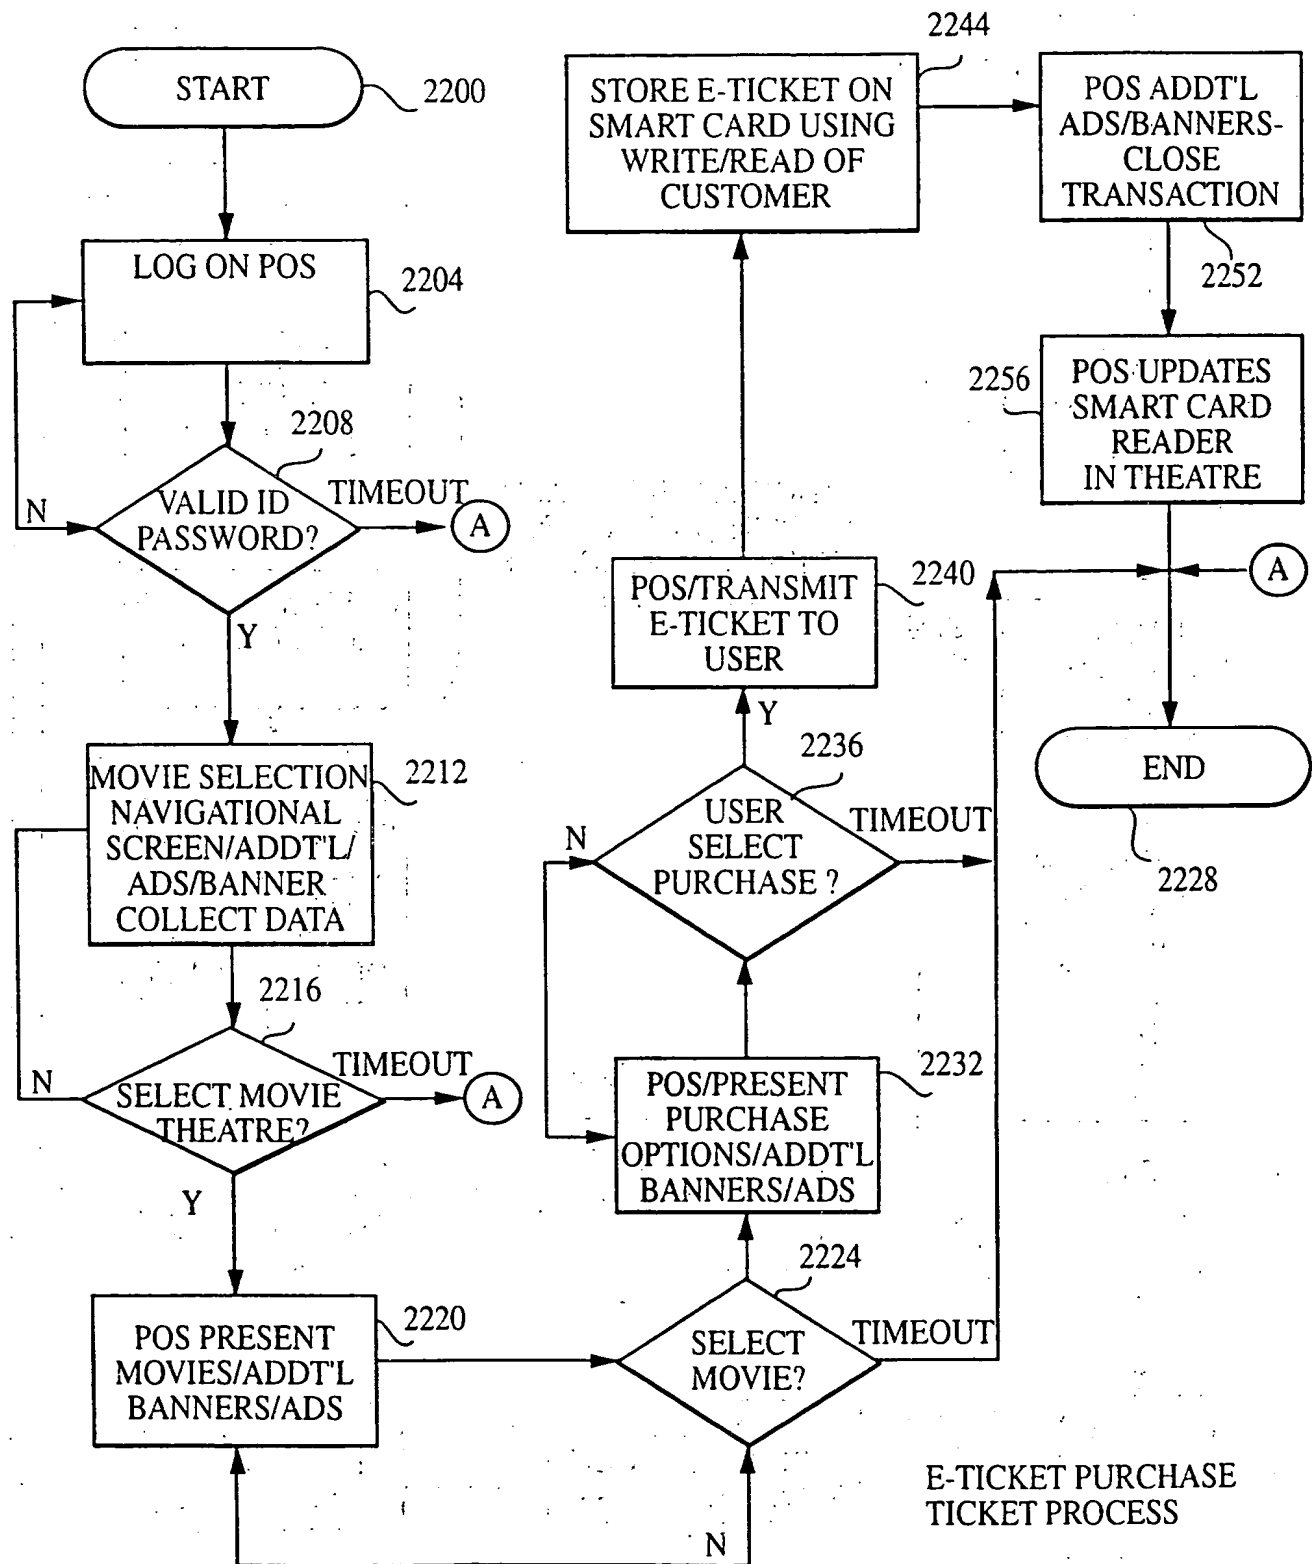 START
2200
LOG ON POS
2204
2208
VALID ID
PASSWORD?
TIMEOUT
A
N
Y
MOVIE SELECTION
NAVIGATIONAL
SCREEN/ADDT'L/
ADS/BANNER
COLLECT DATA
2212
2216
SELECT MOVIE
THEATRE?
TIMEOUT
A
N
Y
POS PRESENT
MOVIES/ADDT'L
BANNERS/ADS
2220
2224
SELECT
MOVIE?
TIMEOUT
N
POS/PRESENT
PURCHASE
OPTIONS/ADDT'L
BANNERS/ADS
2232
2236
USER
SELECT
PURCHASE ?
TIMEOUT
N
Y
POS/TRANSMIT
E-TICKET TO
USER
2240
STORE E-TICKET ON
SMART CARD USING
WRITE/READ OF
CUSTOMER
2244
POS ADDT'L
ADS/BANNERS-
CLOSE
TRANSACTION
2252
2256
POS UPDATES
SMART CARD
READER
IN THEATRE
A
END
2228
E-TICKET PURCHASE
TICKET PROCESS